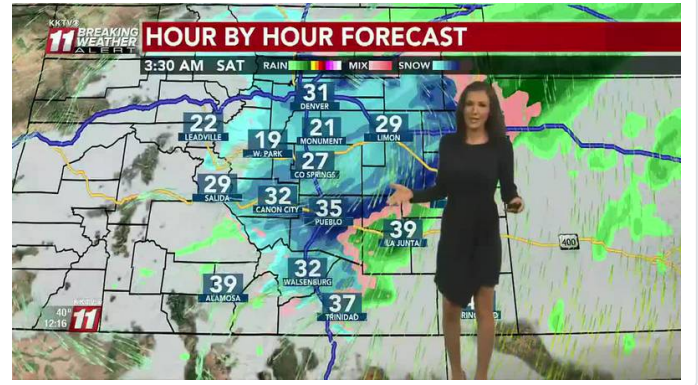 KKTV
11 BREAKING WEATHER ALERT
HOUR BY HOUR FORECAST
3:30 AM SAT
RAIN MIX SNOW
31
DENVER
22
LEADVILLE
19
W. PARK
21
MONUMENT
29
LIMON
27
CO SPRINGS
29
SALIDA
32
CANON CITY
35
PUEBLO
39
LA JUNTA
400
39
ALAMOSA
32
WALSENBURG
37
TRINIDAD
40°
12:16
11